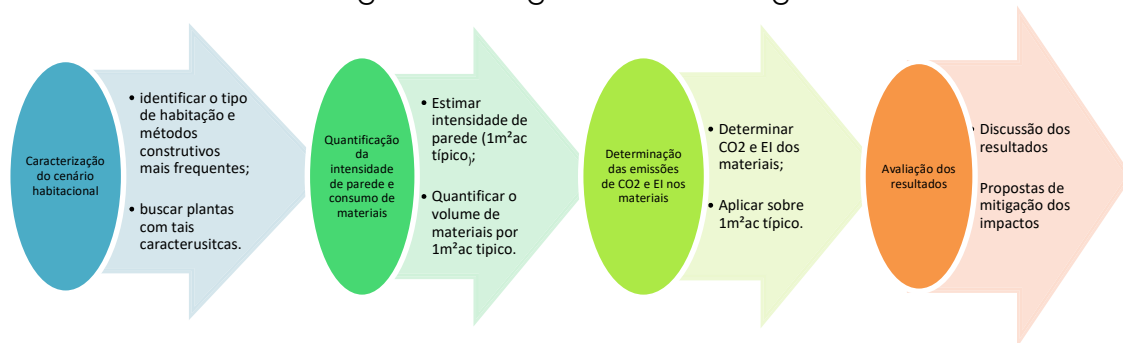 Caracterização
do cenário
habitacional
• identificar o tipo
de habitação e
métodos
construtivos
mais frequentes;
• buscar plantas
com tais
caracterusitcas.
Quantificação
da
intensidade
de parede e
consumo de
materiais
• Estimar
intensidade de
parede (1m²ac
típico);
• Quantificar o
volume de
materiais por
1m²ac tipico.
Determinação
das emissões
de CO2 e EI nos
materiais
• Determinar
CO2 e EI dos
materiais;
• Aplicar sobre
1m²ac típico.
Avaliação dos
resultados
• Discussão dos
resultados
Propostas de
mitigação dos
impactos